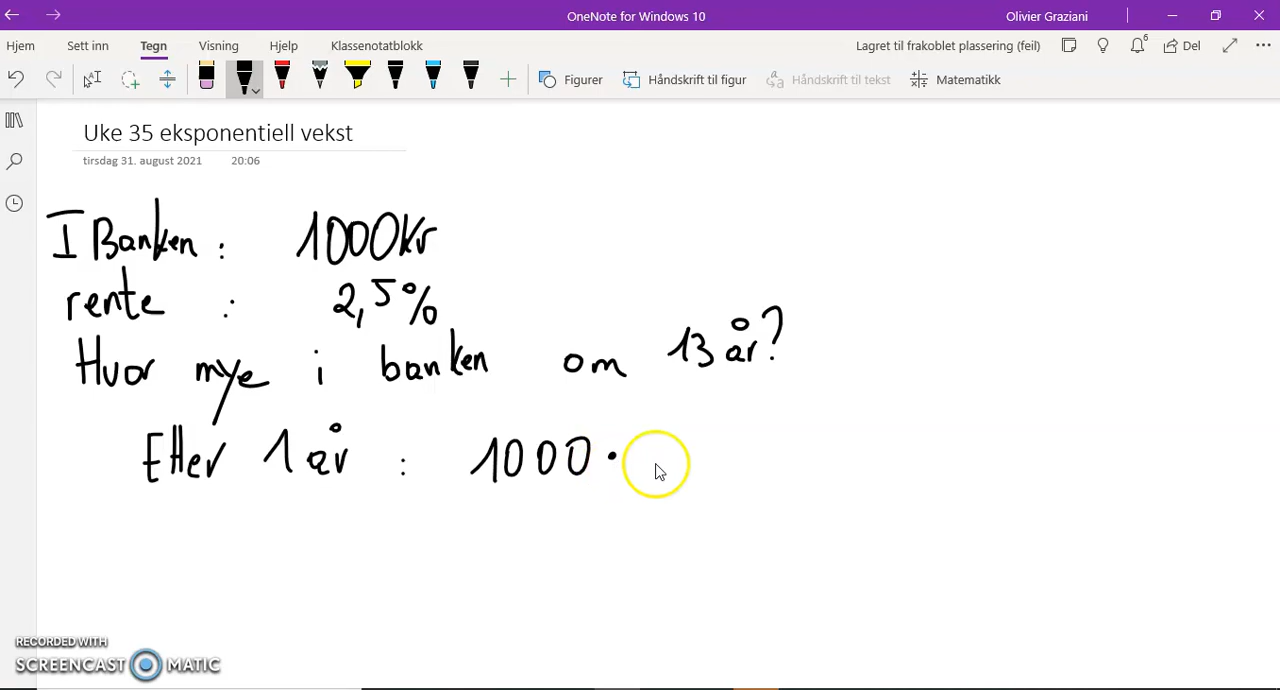 OneNote for Windows 10
Olivier Graziani
Hjem Sett inn Tegn Visning Hjelp Klassenotatblokk
Lagret til frakoblet plassering (feil) 6 Del
Figurer Håndskrift til figur Håndskrift til tekst Matematikk
Uke 35 eksponentiell vekst
tirsdag 31. august 2021 20:06
I Banken : 1000Kr
rente : 2,5%
Hvor mye i banken om 13 år?
Etter 1 år : 1000 •
RECORDED WITH
SCREENCAST MATIC